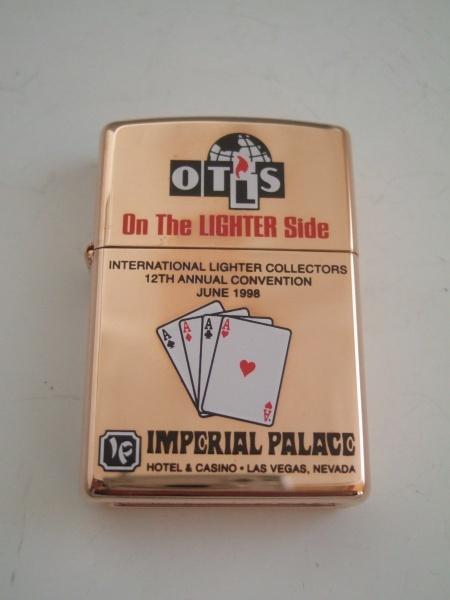 OTLS
On The LIGHTER Side
INTERNATIONAL LIGHTER COLLECTORS
12TH ANNUAL CONVENTION
JUNE 1998
A A A A
A
IP IMPERIAL PALACE
HOTEL & CASINO • LAS VEGAS, NEVADA